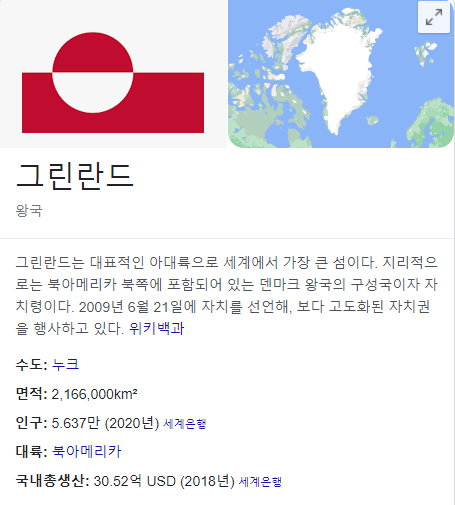 그린란드
왕국
그린란드는 대표적인 아대륙으로 세계에서 가장 큰 섬이다. 지리적으
로는 북아메리카 북쪽에 포함되어 있는 덴마크 왕국의 구성국이자 자
치령이다. 2009년 6월 21일에 자치를 선언해, 보다 고도화된 자치권
을 행사하고 있다. 위키백과
수도: 누크
면적: 2,166,000km²
인구: 5.637만 (2020년) 세계은행
대륙: 북아메리카
국내총생산: 30.52억 USD (2018년) 세계은행